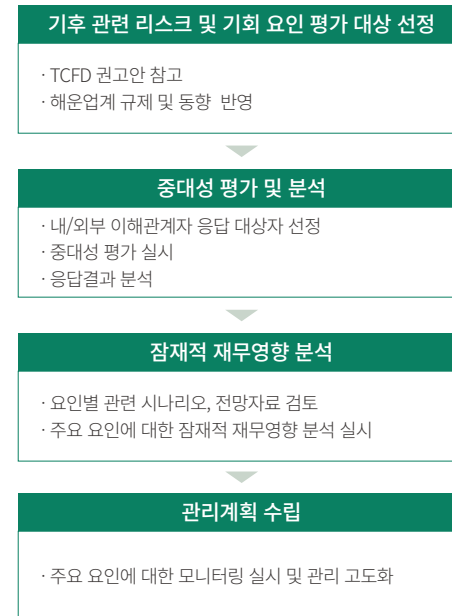 기후 관련 리스크 및 기회 요인 평가 대상 선정
· TCFD 권고안 참고
· 해운업계 규제 및 동향 반영
중대성 평가 및 분석
· 내/외부 이해관계자 응답 대상자 선정
· 중대성 평가 실시
· 응답결과 분석
잠재적 재무영향 분석
· 요인별 관련 시나리오, 전망자료 검토
· 주요 요인에 대한 잠재적 재무영향 분석 실시
관리계획 수립
· 주요 요인에 대한 모니터링 실시 및 관리 고도화